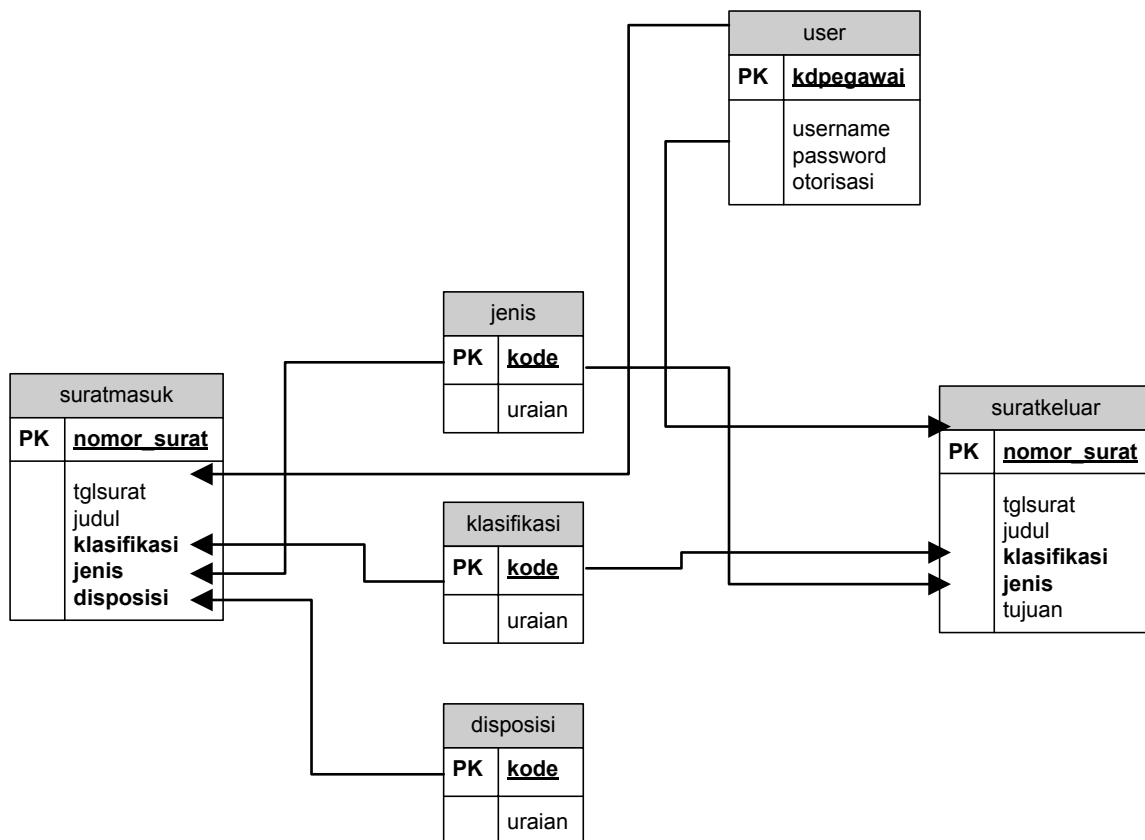 user
PK kdpegawai
username
password
otorisasi
jenis
PK kode
uraian
suratmasuk
PK nomor_surat
tglsurat
judul
klasifikasi
jenis
disposisi
klasifikasi
PK kode
uraian
suratkeluar
PK nomor_surat
tglsurat
judul
klasifikasi
jenis
tujuan
disposisi
PK kode
uraian